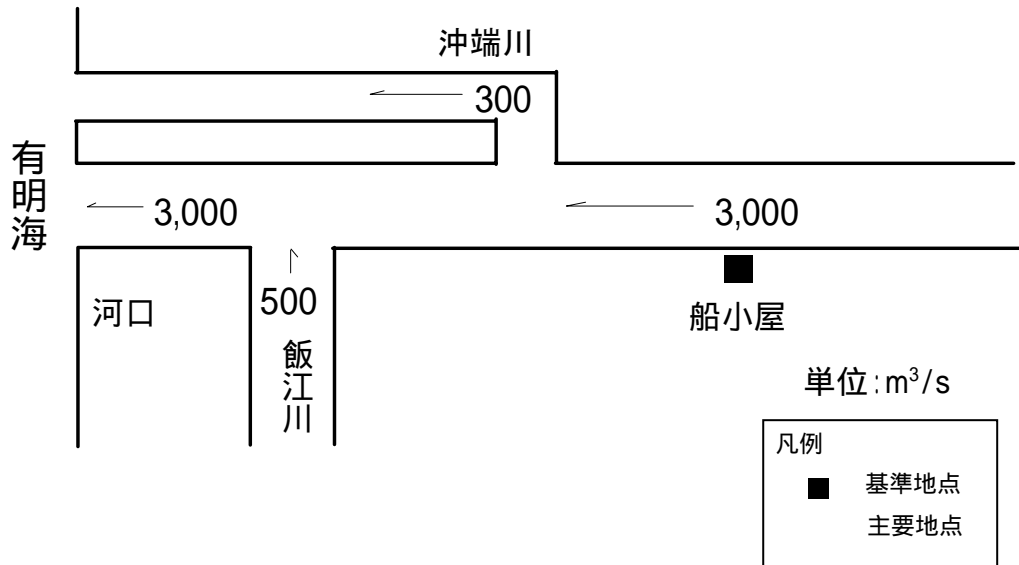 沖端川
300
有明海
3,000
3,000
河口
500
飯江川
船小屋
単位:m³/s
凡例
■ 基準地点
主要地点